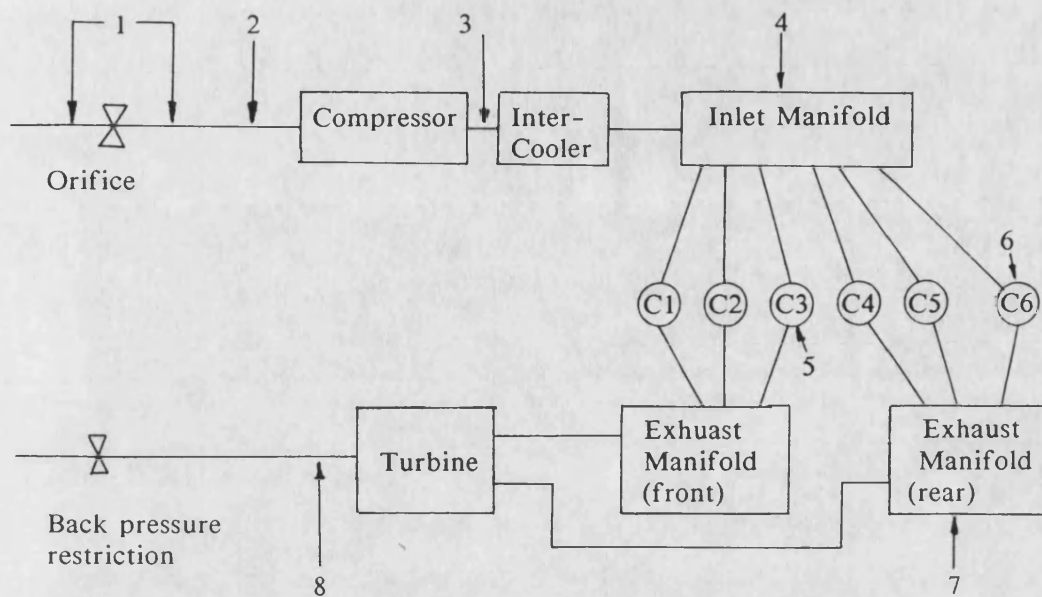 1
2
3
4
Compressor
Inter-
Cooler
Inlet Manifold
Orifice
6
C1
C2
C3
C4
C5
C6
5
Turbine
Exhuast
Manifold
(front)
Exhaust
Manifold
(rear)
Back pressure
restriction
8
7